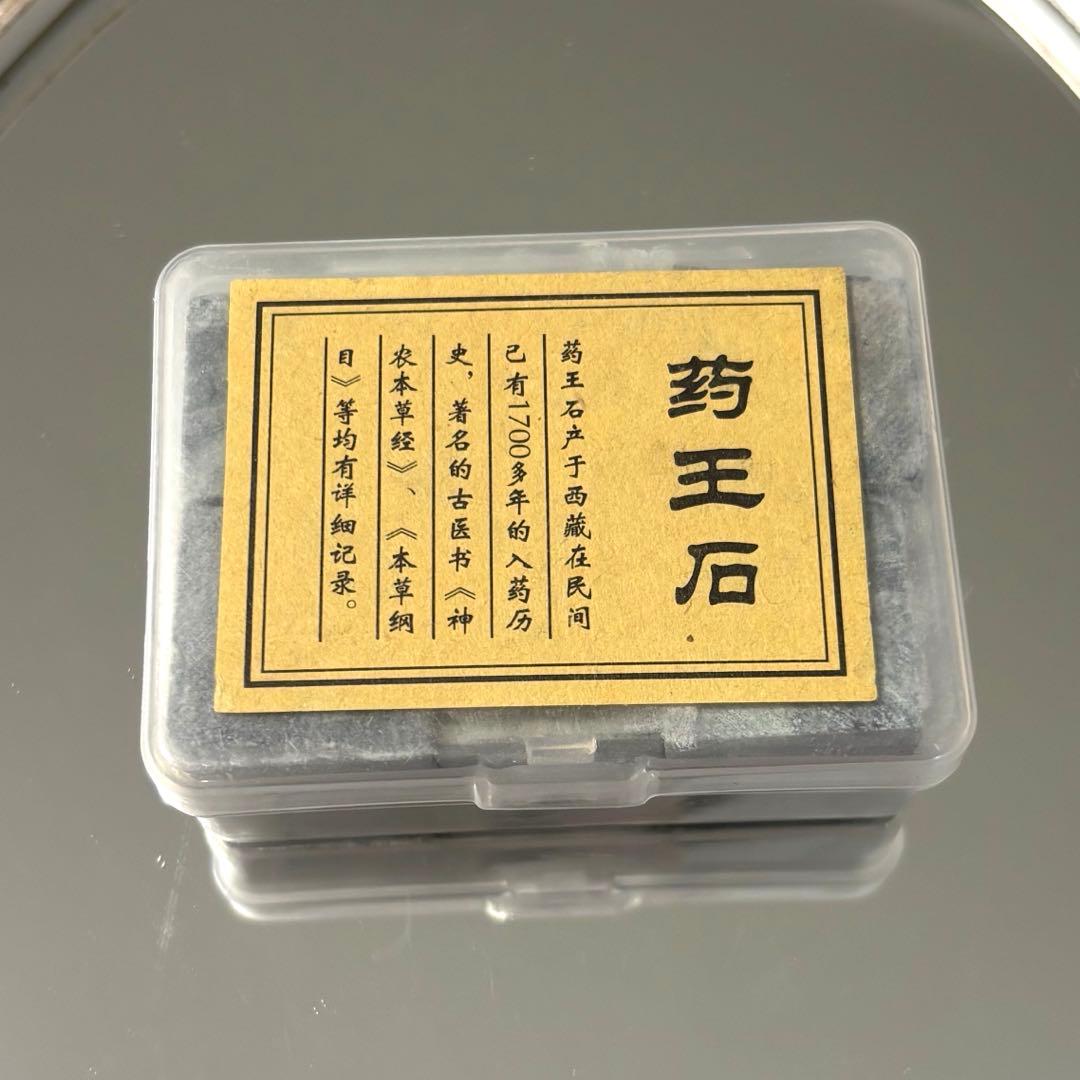 药王石
药王石产于西藏在民间
已有1700多年的入药历
史，著名的古医书《神
农本草经》、《本草纲
目》等均有详细记录。